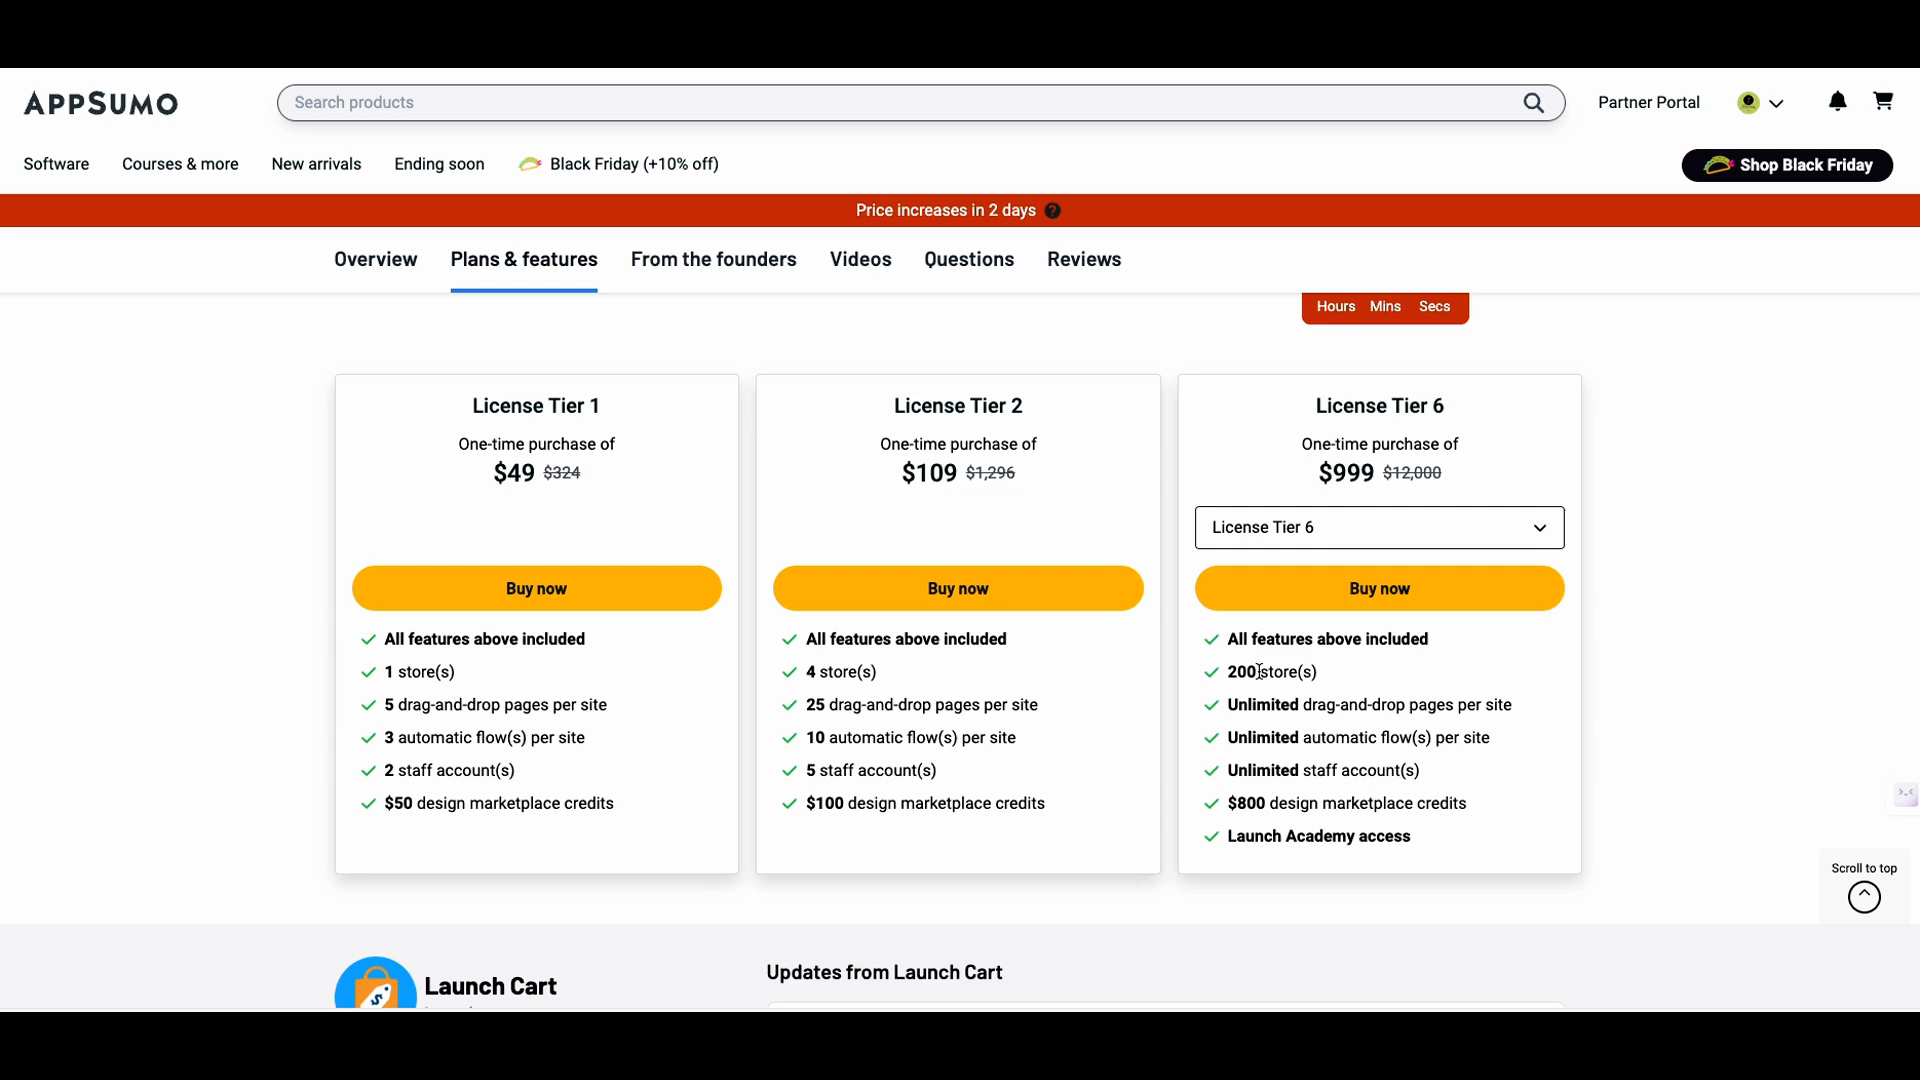 APPSUMO
Search products
Partner Portal
Software Courses & more New arrivals Ending soon Black Friday (+10% off)
Shop Black Friday
Price increases in 2 days ?
Overview Plans & features From the founders Videos Questions Reviews
Hours Mins Secs
License Tier 1
One-time purchase of
$49 $324
Buy now
All features above included
1 store(s)
5 drag-and-drop pages per site
3 automatic flow(s) per site
2 staff account(s)
$50 design marketplace credits
License Tier 2
One-time purchase of
$109 $1,296
Buy now
All features above included
4 store(s)
25 drag-and-drop pages per site
10 automatic flow(s) per site
5 staff account(s)
$100 design marketplace credits
License Tier 6
One-time purchase of
$999 $12,000
License Tier 6
Buy now
All features above included
200 store(s)
Unlimited drag-and-drop pages per site
Unlimited automatic flow(s) per site
Unlimited staff account(s)
$800 design marketplace credits
Launch Academy access
Scroll to top
Launch Cart
Updates from Launch Cart